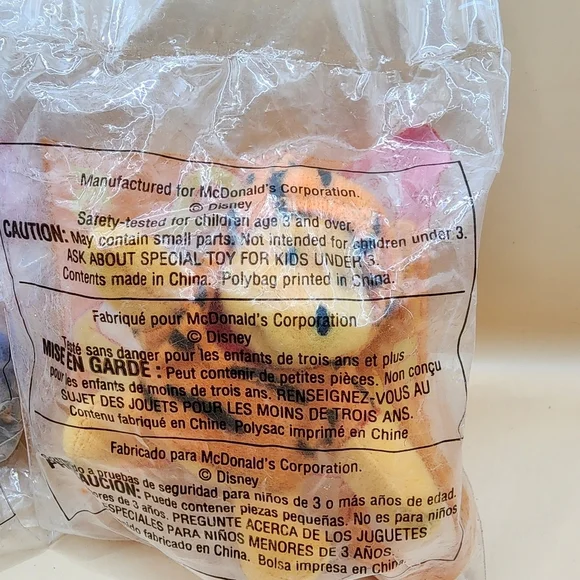 Manufactured for McDonald's Corporation.
© Disney
Safety-tested for children age 3 and over.
CAUTION: May contain small parts. Not intended for children under 3.
ASK ABOUT SPECIAL TOY FOR KIDS UNDER 3.
Contents made in China. Polybag printed in China.
Fabriqué pour McDonald's Corporation
© Disney
Testé sans danger pour les enfants de trois ans et plus
MISE EN GARDE : Peut contenir de petites pièces. Non conçu
pour les enfants de moins de trois ans. RENSEIGNEZ-VOUS AU
SUJET DES JOUETS POUR LES MOINS DE TROIS ANS.
Contenu fabriqué en Chine Polysac imprimé en Chine
Fabricado para McDonald's Corporation.
© Disney
a pruebas de seguridad para niños de 3 o más años de edad.
PRECAUCION: Puede contener piezas pequeñas. No es para niños
de 3 años. PREGUNTE ACERCA DE LOS JUGUETES
ESPECIALES PARA NIÑOS MENORES DE 3 AÑOS.
fabricado en China. Bolsa impresa en China.